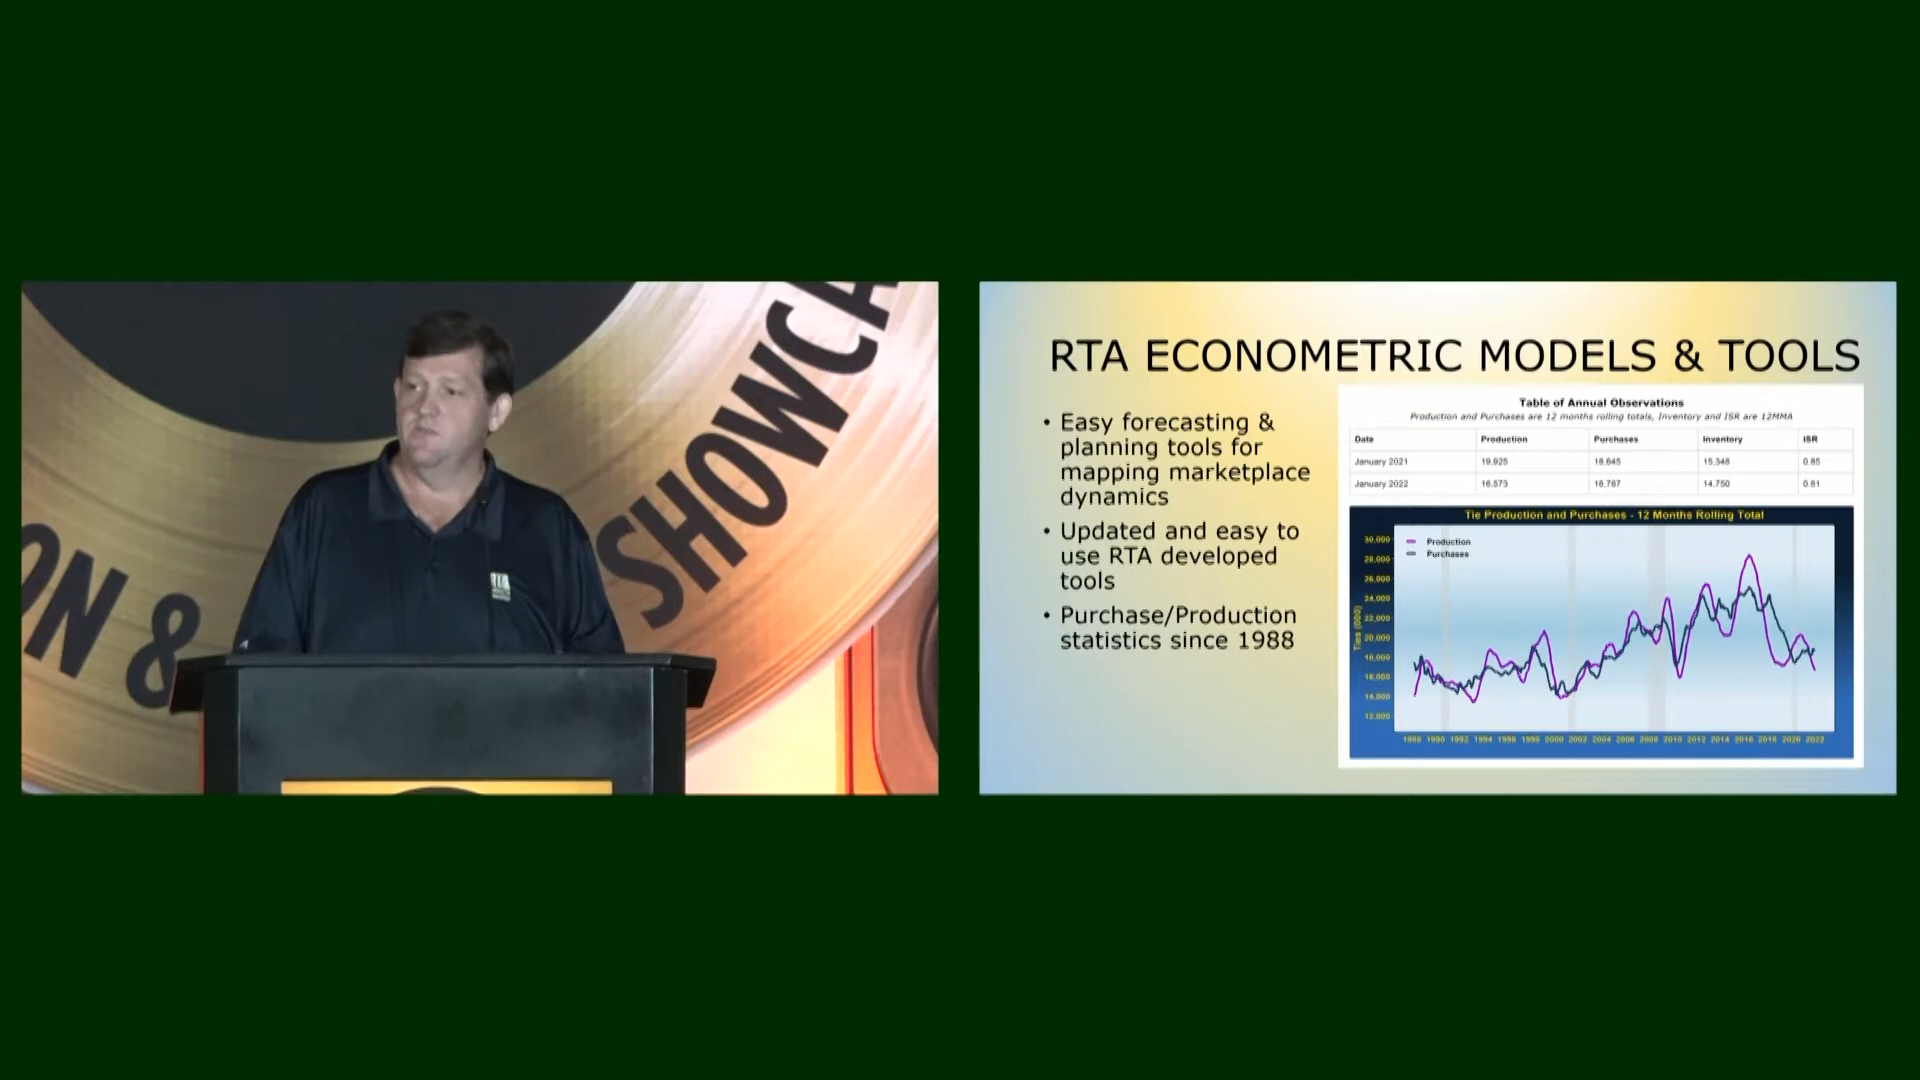 ON & SHOWCA
RTA
RTA ECONOMETRIC MODELS & TOOLS
• Easy forecasting &
planning tools for
mapping marketplace
dynamics
• Updated and easy to
use RTA developed
tools
• Purchase/Production
statistics since 1988
Table of Annual Observations
Production and Purchases are 12 months rolling totals, Inventory and ISR are 12MMA
Date Production Purchases Inventory ISR
January 2021 19,925 18,645 15,348 0.85
January 2022 16,573 18,767 14,750 0.81
Tie Production and Purchases - 12 Months Rolling Total
Production
Purchases
Ties (000)
30,000
28,000
26,000
24,000
22,000
20,000
18,000
16,000
14,000
12,000
1988 1990 1992 1994 1996 1998 2000 2002 2004 2006 2008 2010 2012 2014 2016 2018 2020 2022